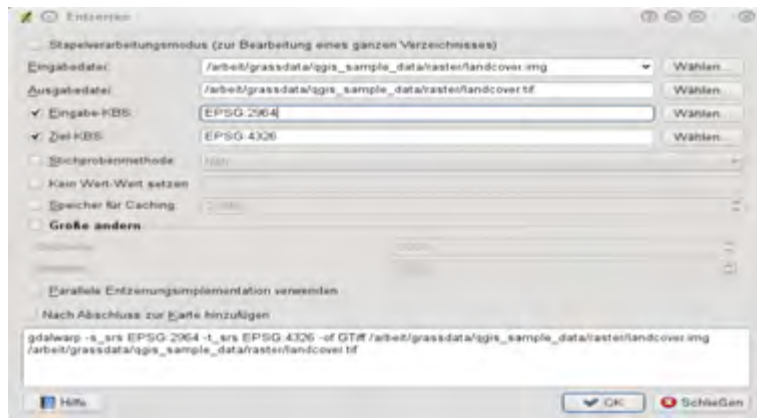 Entzerren
Stapelverarbeitungsmodus (zur Bearbeitung eines ganzen Verzeichnisses)
Eingabedatei: /arbeit/grassdata/qgis_sample_data/raster/landcover.img Wählen...
Ausgabedatei: /arbeit/grassdata/qgis_sample_data/raster/landcover.tif Wählen...
Eingabe-KBS: EPSG:2964 Wählen...
Ziel-KBS: EPSG:4326 Wählen...
Stichprobenmethode
Kein Wert-Wert setzen
Speicher für Caching
Größe ändern
Parallele Entzerrungsimplementation verwenden
Nach Abschluss zur Karte hinzufügen
gdalwarp -s_srs EPSG:2964 -t_srs EPSG:4326 -of GTiff /arbeit/grassdata/qgis_sample_data/raster/landcover.img
/arbeit/grassdata/qgis_sample_data/raster/landcover.tif
Hilfe OK Schließen